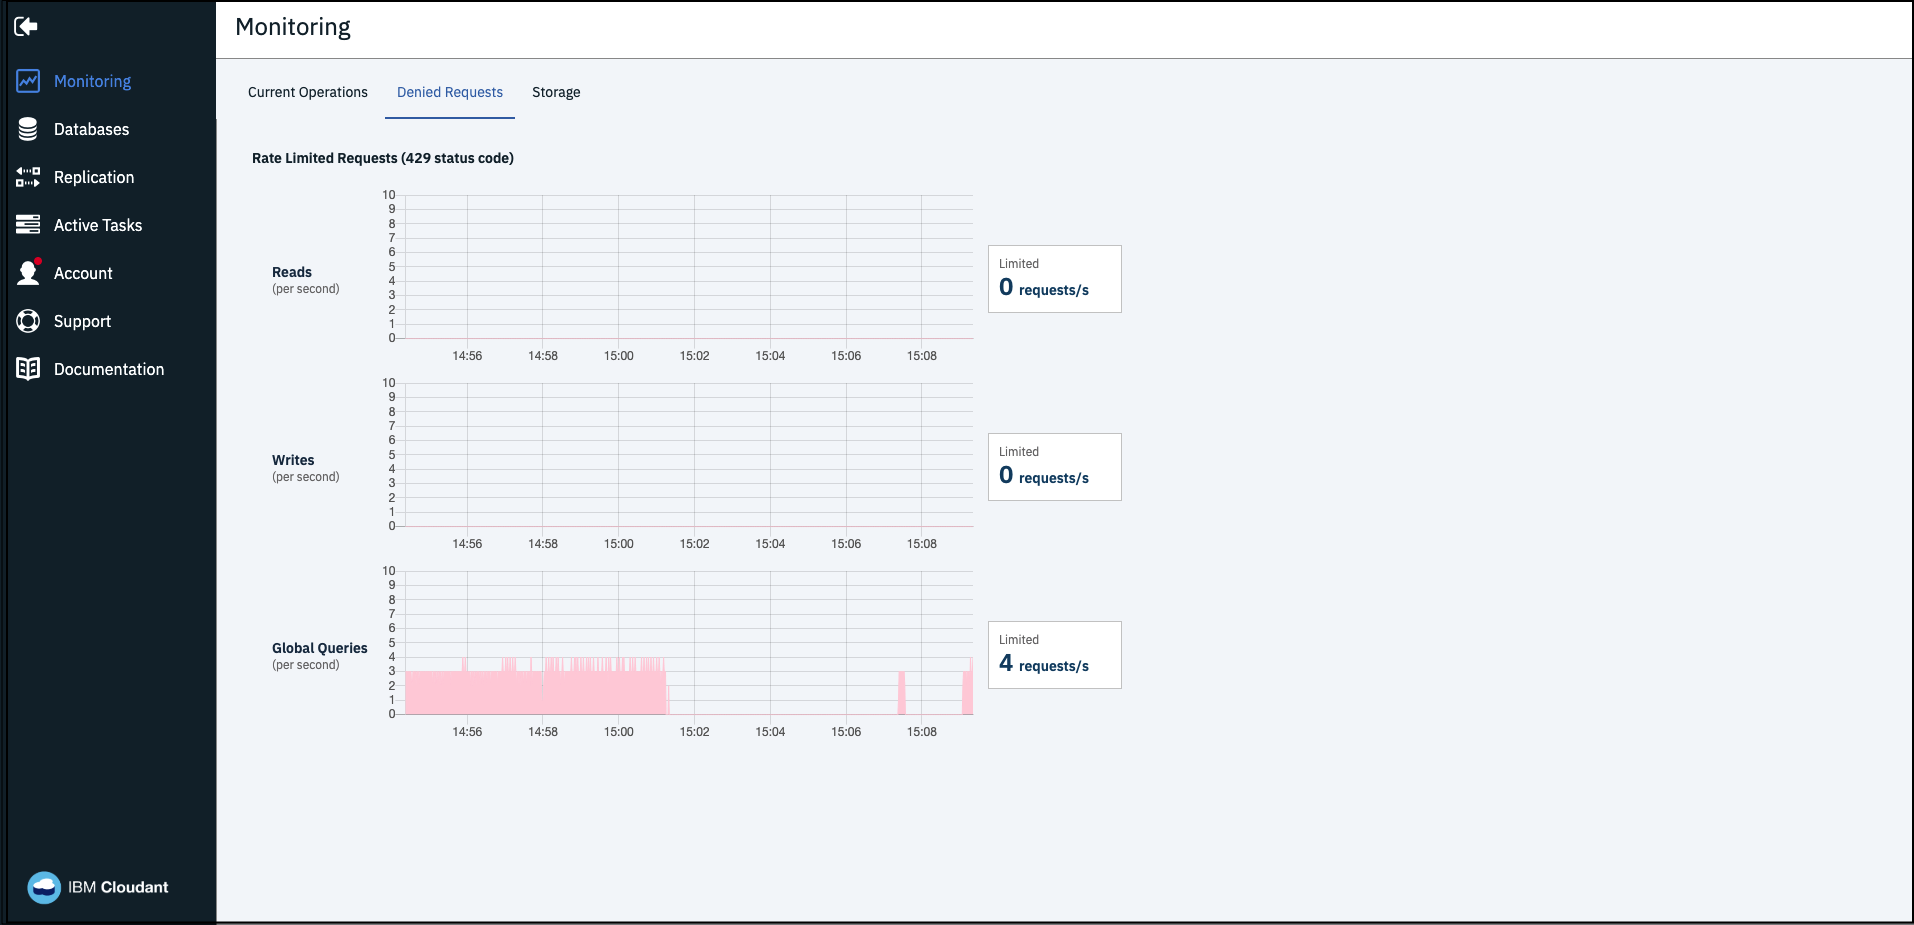 Monitoring
Monitoring
Databases
Replication
Active Tasks
Account
Support
Documentation
IBM Cloudant
Current Operations Denied Requests Storage
Rate Limited Requests (429 status code)
Reads
(per second)
10
9
8
7
6
5
4
3
2
1
0
14:56 14:58 15:00 15:02 15:04 15:06 15:08
Limited
0 requests/s
Writes
(per second)
10
9
8
7
6
5
4
3
2
1
0
14:56 14:58 15:00 15:02 15:04 15:06 15:08
Limited
0 requests/s
Global Queries
(per second)
10
9
8
7
6
5
4
3
2
1
0
14:56 14:58 15:00 15:02 15:04 15:06 15:08
Limited
4 requests/s